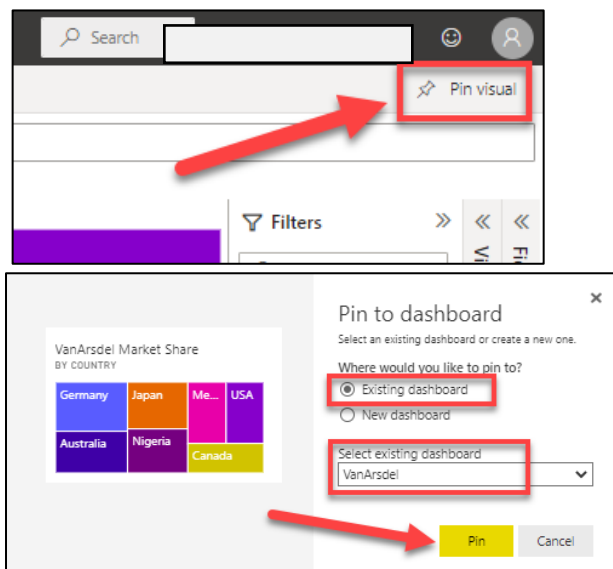 Search
Pin visual
Filters
Vi
Fi
Pin to dashboard
Select an existing dashboard or create a new one.
VanArsdel Market Share
BY COUNTRY
Where would you like to pin to?
Existing dashboard
New dashboard
Germany
Japan
Me...
USA
Australia
Nigeria
Canada
Select existing dashboard
VanArsdel
Pin
Cancel